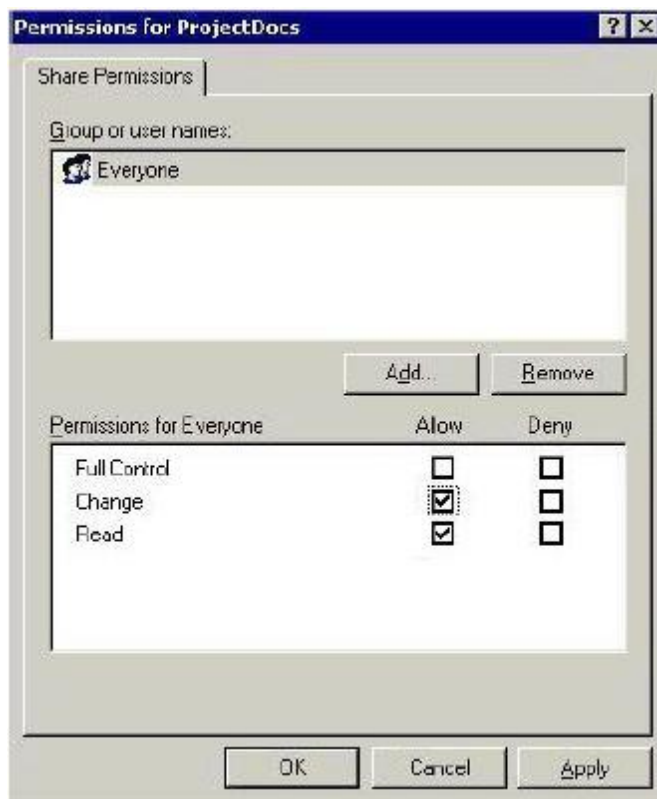 Permissions for ProjectDocs
Share Permissions
Group or user names:
Everyone
Add... Remove
Permissions for Everyone Allow Deny
Full Control
Change
Read
OK Cancel Apply